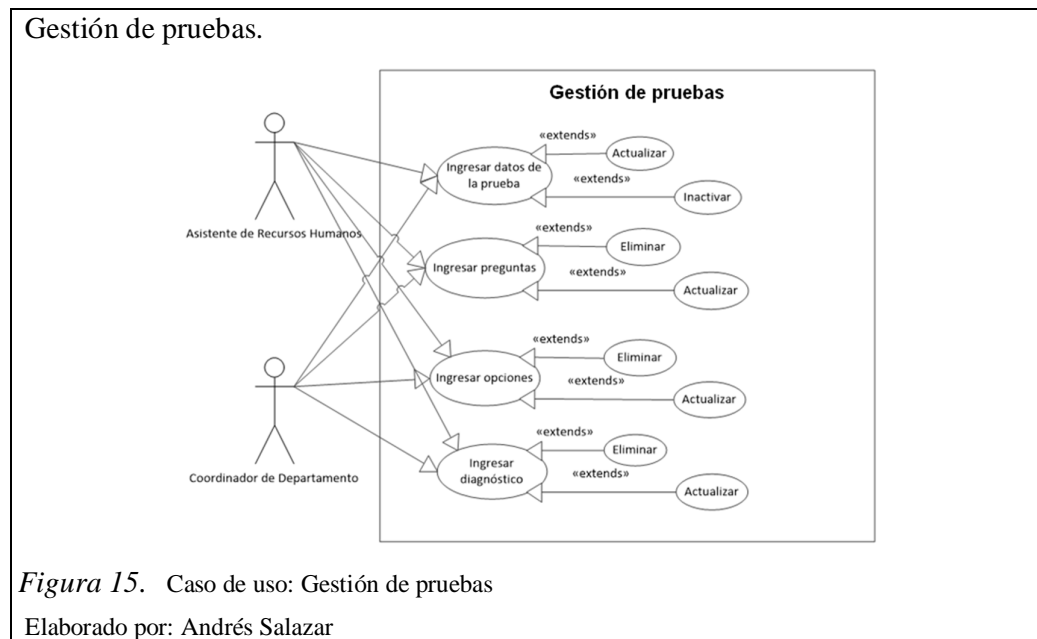 Gestión de pruebas.
Gestión de pruebas
«extends»
Actualizar
Ingresar datos de
la prueba
«extends»
Inactivar
Asistente de Recursos Humanos
«extends»
Eliminar
Ingresar preguntas
«extends»
Actualizar
«extends»
Eliminar
Ingresar opciones
«extends»
Actualizar
«extends»
Eliminar
Ingresar
diagnóstico
«extends»
Actualizar
Coordinador de Departamento
Figura 15. Caso de uso: Gestión de pruebas
Elaborado por: Andrés Salazar